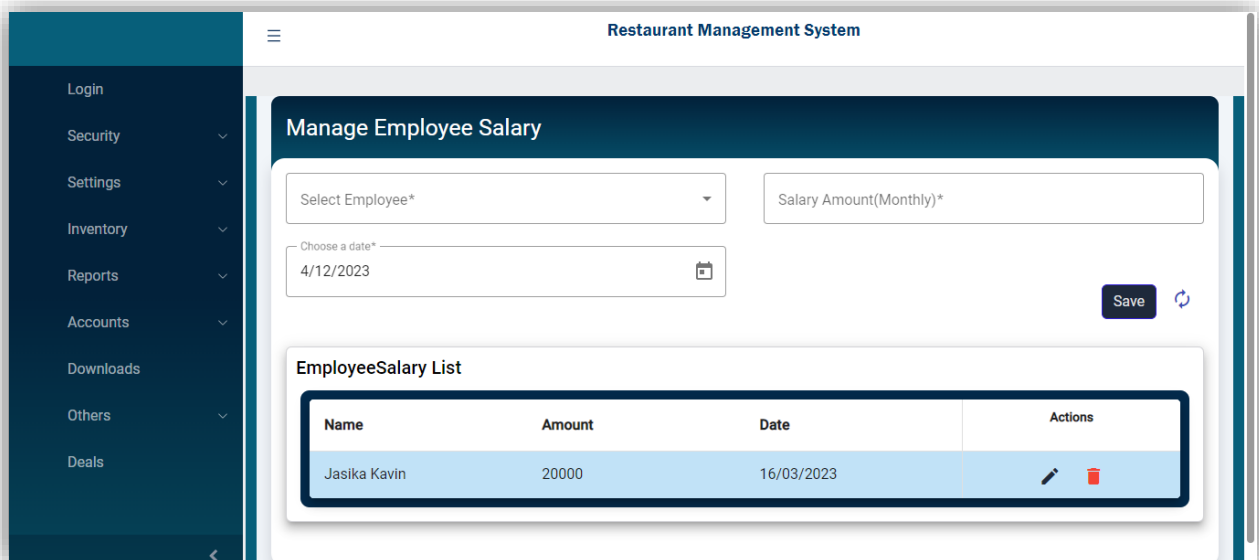 Restaurant Management System
Login
Security
Settings
Inventory
Reports
Accounts
Downloads
Others
Deals
Manage Employee Salary
Select Employee*
Salary Amount(Monthly)*
Choose a date*
4/12/2023
Save
EmployeeSalary List
Name Amount Date Actions
Jasika Kavin 20000 16/03/2023